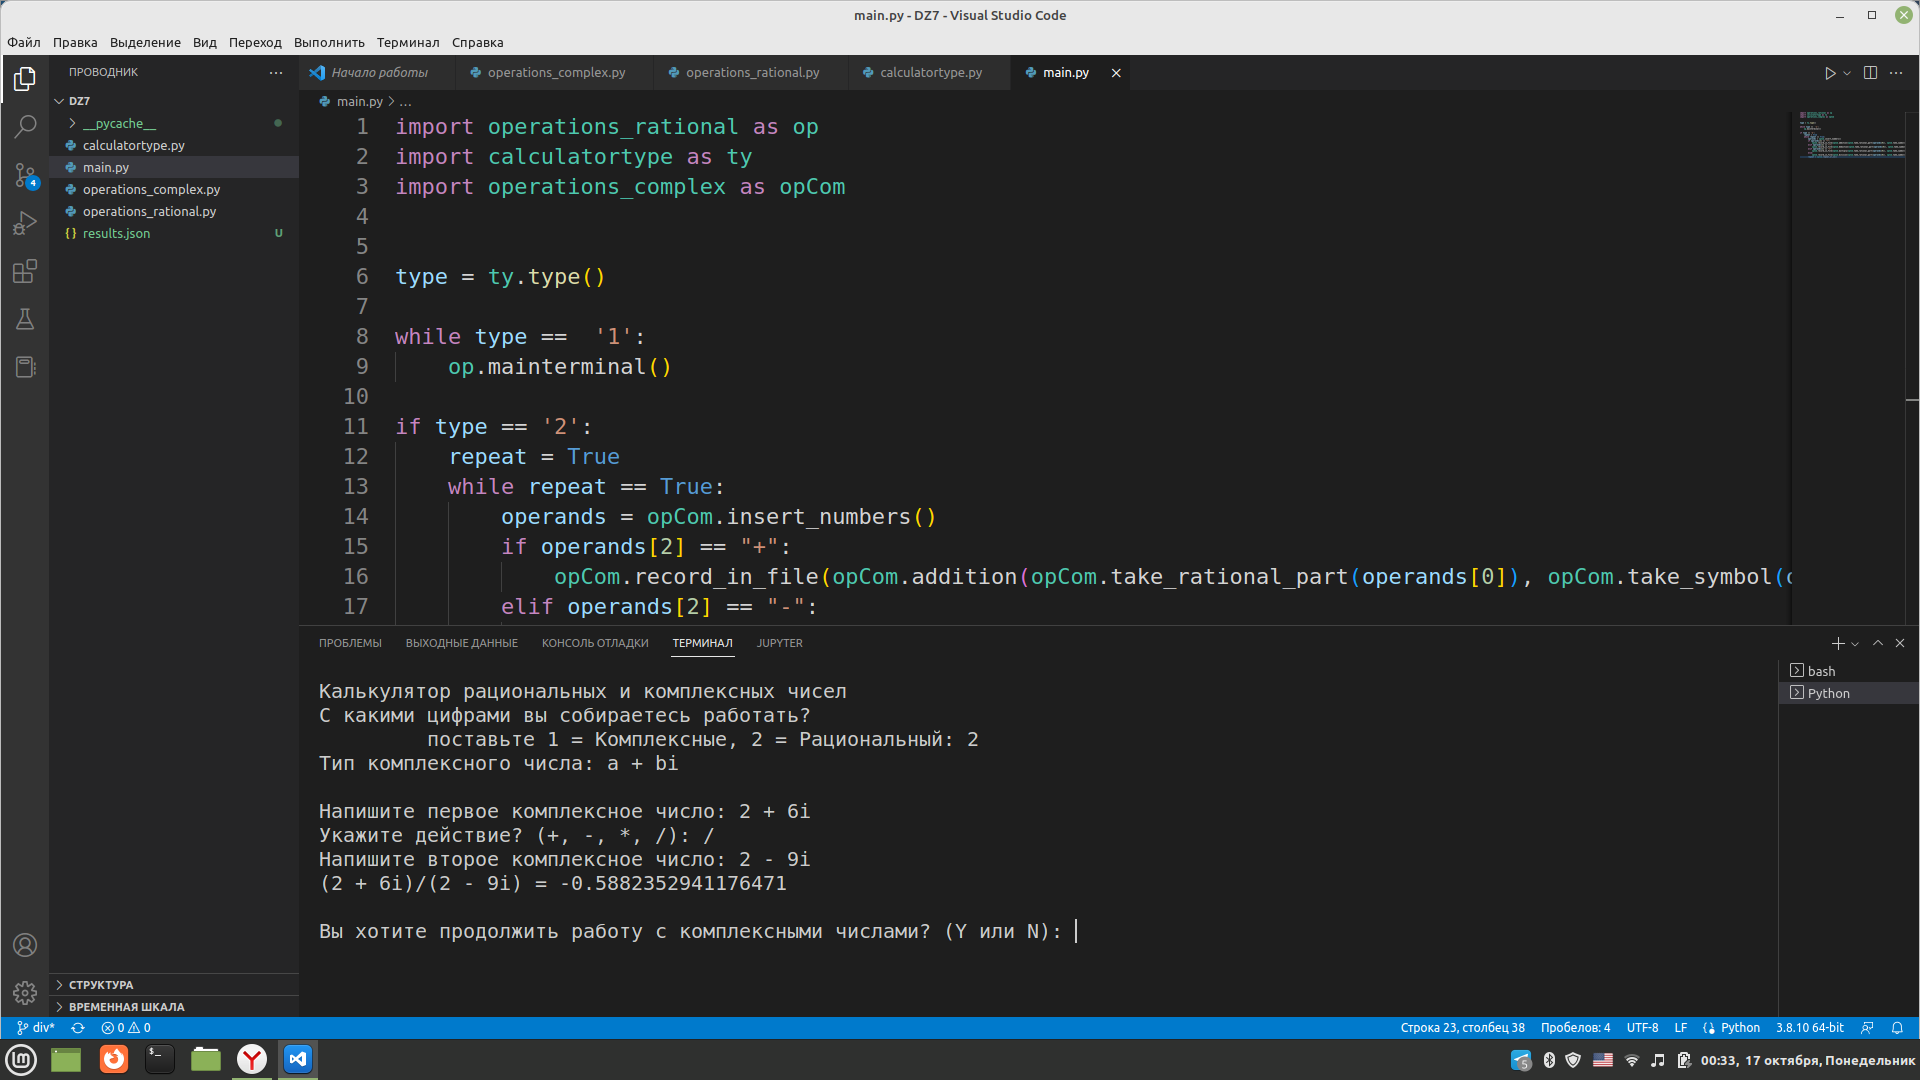 main.py - DZ7 - Visual Studio Code
Файл Правка Выделение Вид Переход Выполнить Терминал Справка
ПРОВОДНИК
DZ7
__pycache__
calculatortype.py
main.py
operations_complex.py
operations_rational.py
results.json U
4
СТРУКТУРА
ВРЕМЕННАЯ ШКАЛА
Начало работы operations_complex.py operations_rational.py calculatortype.py main.py
main.py > ...
1 import operations_rational as op
2 import calculatortype as ty
3 import operations_complex as opCom
4
5
6 type = ty.type()
7
8 while type ==  '1':
9     op.mainterminal()
10
11 if type == '2':
12     repeat = True
13     while repeat == True:
14         operands = opCom.insert_numbers()
15         if operands[2] == "+":
16             opCom.record_in_file(opCom.addition(opCom.take_rational_part(operands[0]), opCom.take_symbol(
17         elif operands[2] == "-":
ПРОБЛЕМЫ ВЫХОДНЫЕ ДАННЫЕ КОНСОЛЬ ОТЛАДКИ ТЕРМИНАЛ JUPYTER
bash
Python
Калькулятор рациональных и комплексных чисел
С какими цифрами вы собираетесь работать?
         поставьте 1 = Комплексные, 2 = Рациональный: 2
Тип комплексного числа: a + bi
Напишите первое комплексное число: 2 + 6i
Укажите действие? (+, -, *, /): /
Напишите второе комплексное число: 2 - 9i
(2 + 6i)/(2 - 9i) = -0.5882352941176471
Вы хотите продолжить работу с комплексными числами? (Y или N):
div* 0 0 Строка 23, столбец 38 Пробелов: 4 UTF-8 LF Python 3.8.10 64-bit
5 00:33, 17 октября, Понедельник